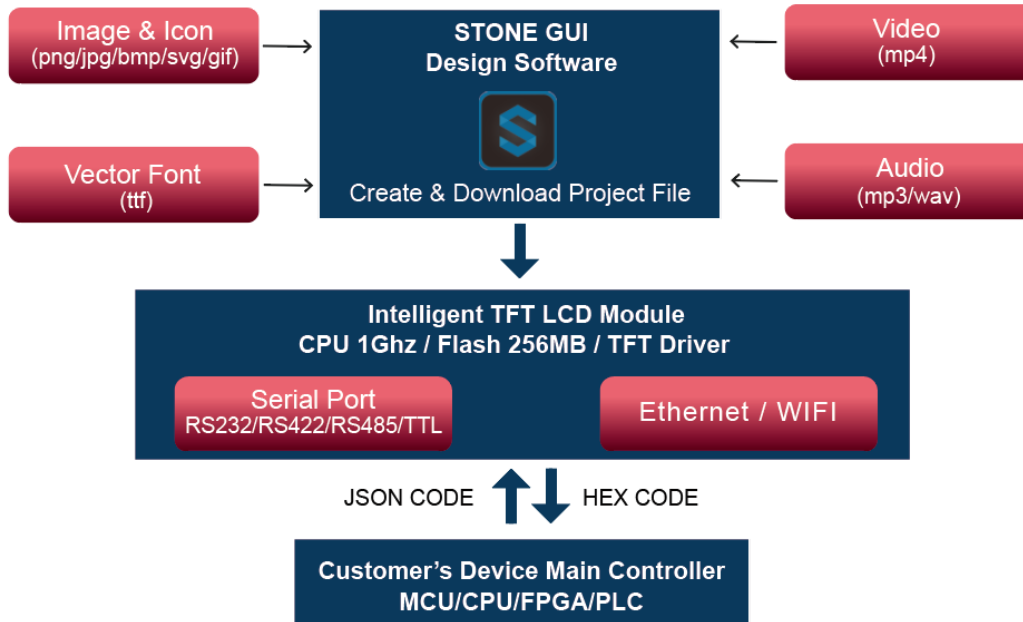 Image & Icon
(png/jpg/bmp/svg/gif)
STONE GUI
Design Software
Video
(mp4)
Vector Font
(ttf)
Create & Download Project File
Audio
(mp3/wav)
Intelligent TFT LCD Module
CPU 1Ghz / Flash 256MB / TFT Driver
Serial Port
RS232/RS422/RS485/TTL
Ethernet / WIFI
JSON CODE
HEX CODE
Customer’s Device Main Controller
MCU/CPU/FPGA/PLC